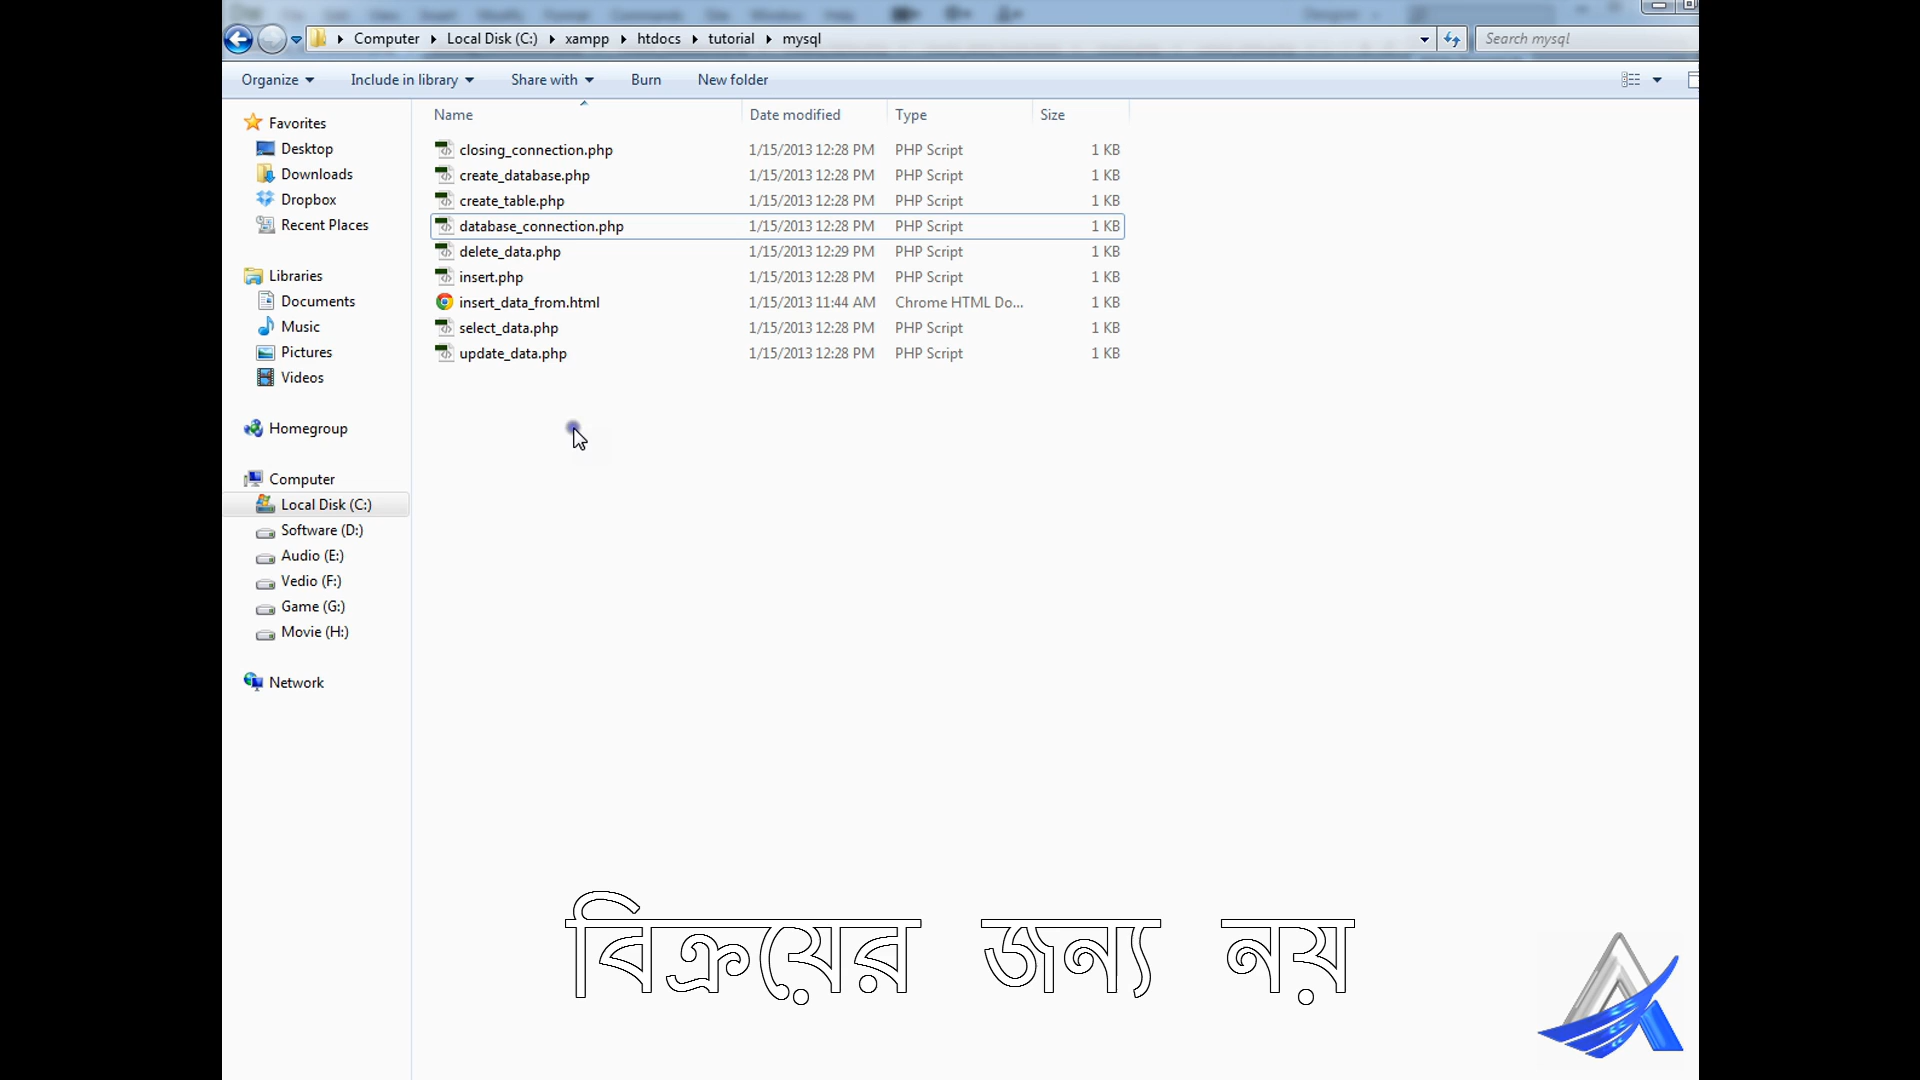 Computer Local Disk (C:) xampp htdocs tutorial mysql Search mysql
Organize Include in library Share with Burn New folder
Name Date modified Type Size
closing_connection.php 1/15/2013 12:28 PM PHP Script 1 KB
create_database.php 1/15/2013 12:28 PM PHP Script 1 KB
create_table.php 1/15/2013 12:28 PM PHP Script 1 KB
database_connection.php 1/15/2013 12:28 PM PHP Script 1 KB
delete_data.php 1/15/2013 12:29 PM PHP Script 1 KB
insert.php 1/15/2013 12:28 PM PHP Script 1 KB
insert_data_from.html 1/15/2013 11:44 AM Chrome HTML Do... 1 KB
select_data.php 1/15/2013 12:28 PM PHP Script 1 KB
update_data.php 1/15/2013 12:28 PM PHP Script 1 KB
Favorites
Desktop
Downloads
Dropbox
Recent Places
Libraries
Documents
Music
Pictures
Videos
Homegroup
Computer
Local Disk (C:)
Software (D:)
Audio (E:)
Vedio (F:)
Game (G:)
Movie (H:)
Network
বিক্রয়ের জন্য নয়